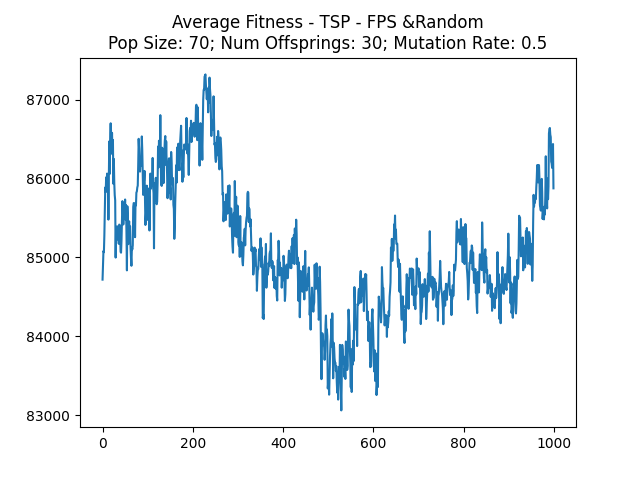 Average Fitness - TSP - FPS &Random
Pop Size: 70; Num Offsprings: 30; Mutation Rate: 0.5
87000
86000
85000
84000
83000
0 200 400 600 800 1000